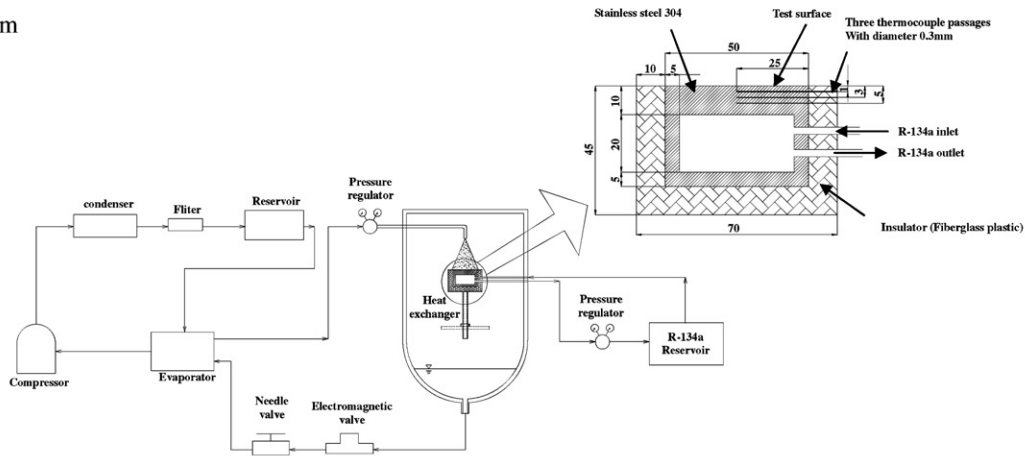 m
Stainless steel 304
Test surface
Three thermocouple passages
With diameter 0.3mm
50
10
5
25
1
3
5
10
45
20
5
70
R-134a inlet
R-134a outlet
Insulator (Fiberglass plastic)
condenser
Fliter
Reservoir
Pressure
regulator
Heat
exchanger
Pressure
regulator
R-134a
Reservoir
Compressor
Evaporator
Needle
valve
Electromagnetic
valve